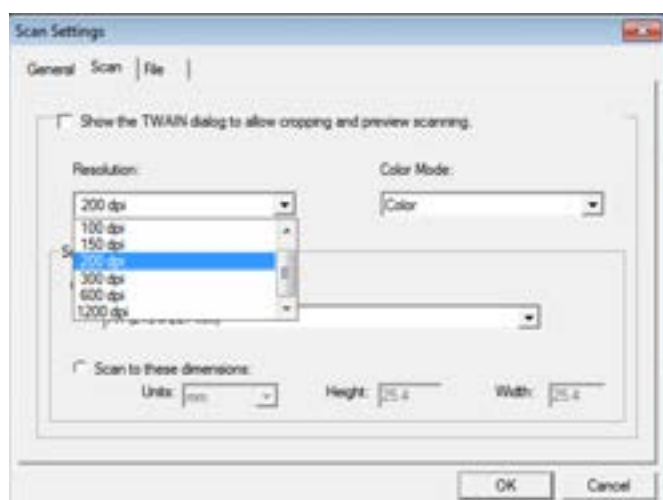 Scan Settings
General Scan File
Show the TWAIN dialog to allow cropping and preview scanning.
Resolution: Color Mode:
200 dpi Color
100 dpi
150 dpi
200 dpi
300 dpi
600 dpi
1200 dpi
Scan to these dimensions:
Units: mm Height: 25.4 Width: 25.4
OK Cancel